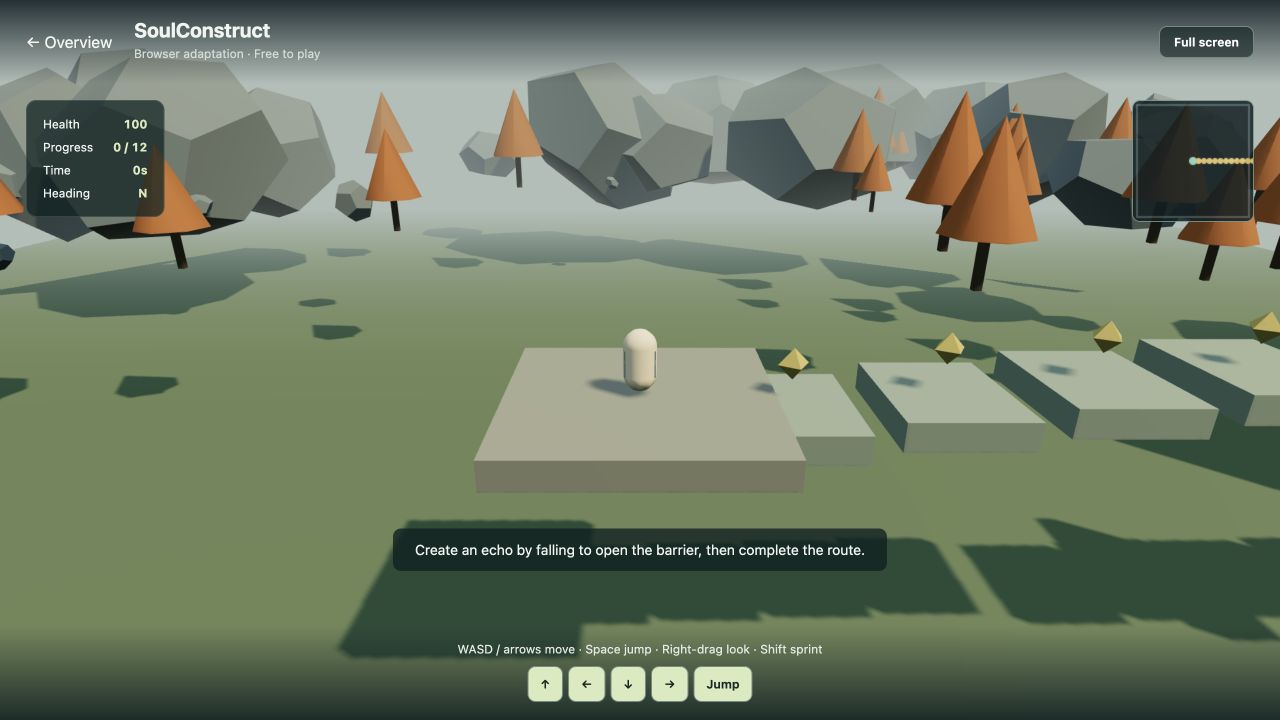 ← Overview
SoulConstruct
Browser adaptation · Free to play
Full screen
Health 100
Progress 0 / 12
Time 0s
Heading N
Create an echo by falling to open the barrier, then complete the route.
WASD / arrows move · Space jump · Right-drag look · Shift sprint
↑ ← ↓ → Jump